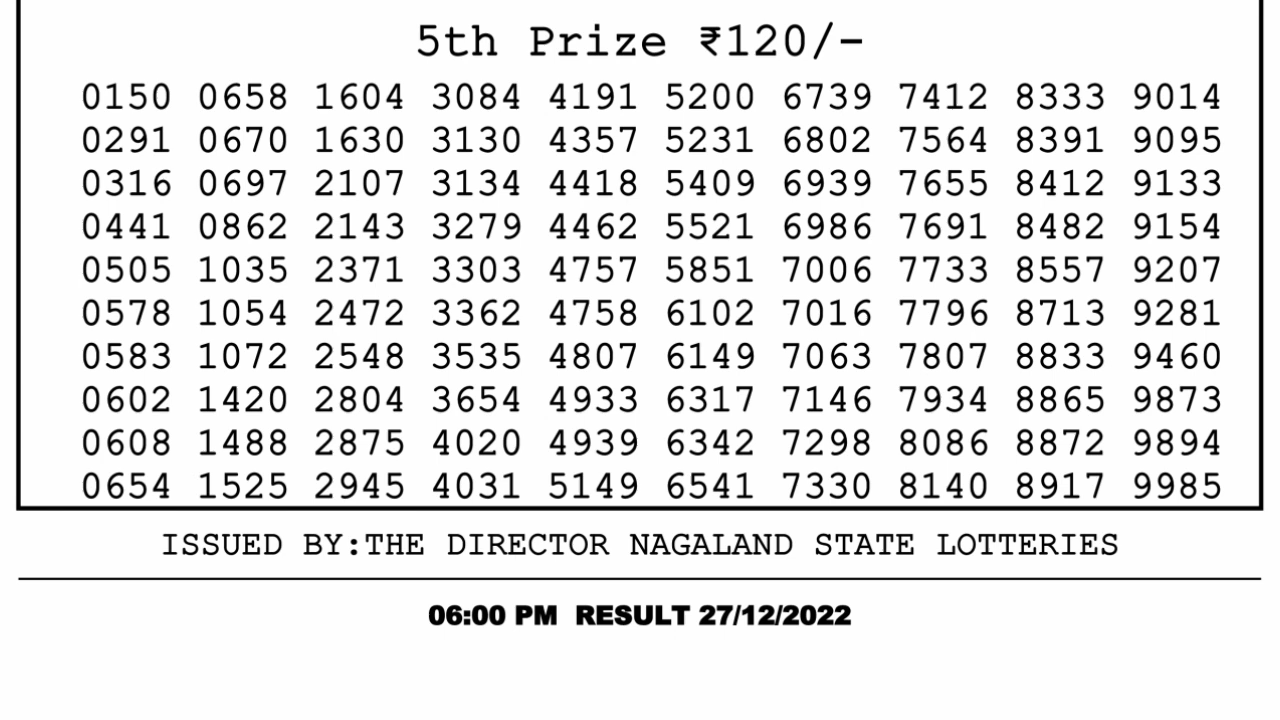 5th Prize ₹120/-
0150 0658 1604 3084 4191 5200 6739 7412 8333 9014
0291 0670 1630 3130 4357 5231 6802 7564 8391 9095
0316 0697 2107 3134 4418 5409 6939 7655 8412 9133
0441 0862 2143 3279 4462 5521 6986 7691 8482 9154
0505 1035 2371 3303 4757 5851 7006 7733 8557 9207
0578 1054 2472 3362 4758 6102 7016 7796 8713 9281
0583 1072 2548 3535 4807 6149 7063 7807 8833 9460
0602 1420 2804 3654 4933 6317 7146 7934 8865 9873
0608 1488 2875 4020 4939 6342 7298 8086 8872 9894
0654 1525 2945 4031 5149 6541 7330 8140 8917 9985
ISSUED BY:THE DIRECTOR NAGALAND STATE LOTTERIES
06:00 PM RESULT 27/12/2022